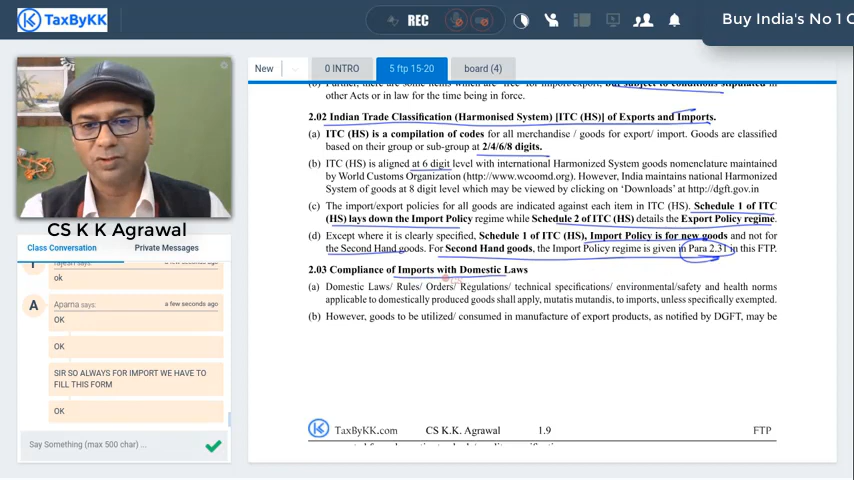 TaxByKK
REC
Buy India's No 1 C
New
0 INTRO
5 ftp 15-20
board (4)
CS K K Agrawal
Class Conversation
Private Messages
says:
a few seconds ago
ok
A
Aparna says:
a few seconds ago
OK
OK
SIR SO ALWAYS FOR IMPORT WE HAVE TO
FILL THIS FORM
OK
Say Something (max 500 char) ...
other Acts or in law for the time being in force.
2.02 Indian Trade Classification (Harmonised System) [ITC (HS)] of Exports and Imports.
(a) ITC (HS) is a compilation of codes for all merchandise / goods for export/ import. Goods are classified
based on their group or sub-group at 2/4/6/8 digits.
(b) ITC (HS) is aligned at 6 digit level with international Harmonized System goods nomenclature maintained
by World Customs Organization (http://www.wcoomd.org). However, India maintains national Harmonized
System of goods at 8 digit level which may be viewed by clicking on 'Downloads' at http://dgft.gov.in
(c) The import/export policies for all goods are indicated against each item in ITC (HS). Schedule 1 of ITC
(HS) lays down the Import Policy regime while Schedule 2 of ITC (HS) details the Export Policy regime.
(d) Except where it is clearly specified, Schedule 1 of ITC (HS), Import Policy is for new goods and not for
the Second Hand goods. For Second Hand goods, the Import Policy regime is given in Para 2.31 in this FTP.
2.03 Compliance of Imports with Domestic Laws
(a) Domestic Laws/ Rules/ Orders/ Regulations/ technical specifications/ environmental/safety and health norms
applicable to domestically produced goods shall apply, mutatis mutandis, to imports, unless specifically exempted.
(b) However, goods to be utilized/ consumed in manufacture of export products, as notified by DGFT, may be
TaxByKK.com
CS K.K. Agrawal
1.9
FTP